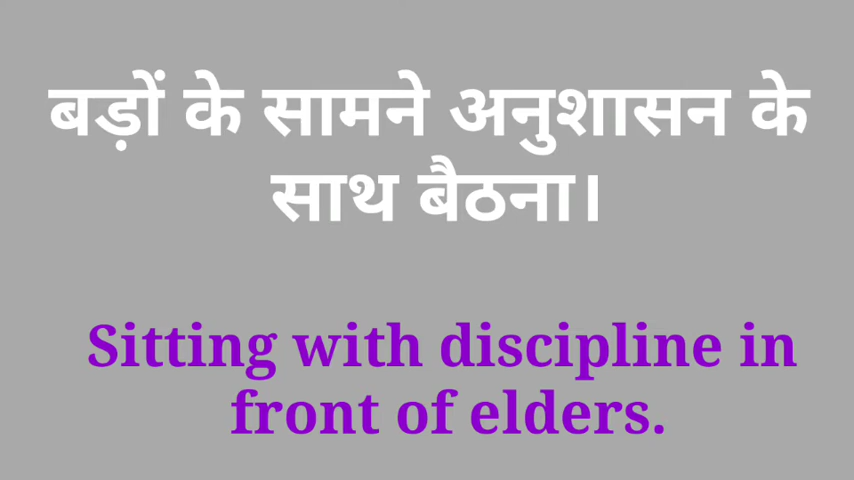 बड़ों के सामने अनुशासन के
साथ बैठना।
Sitting with discipline in
front of elders.